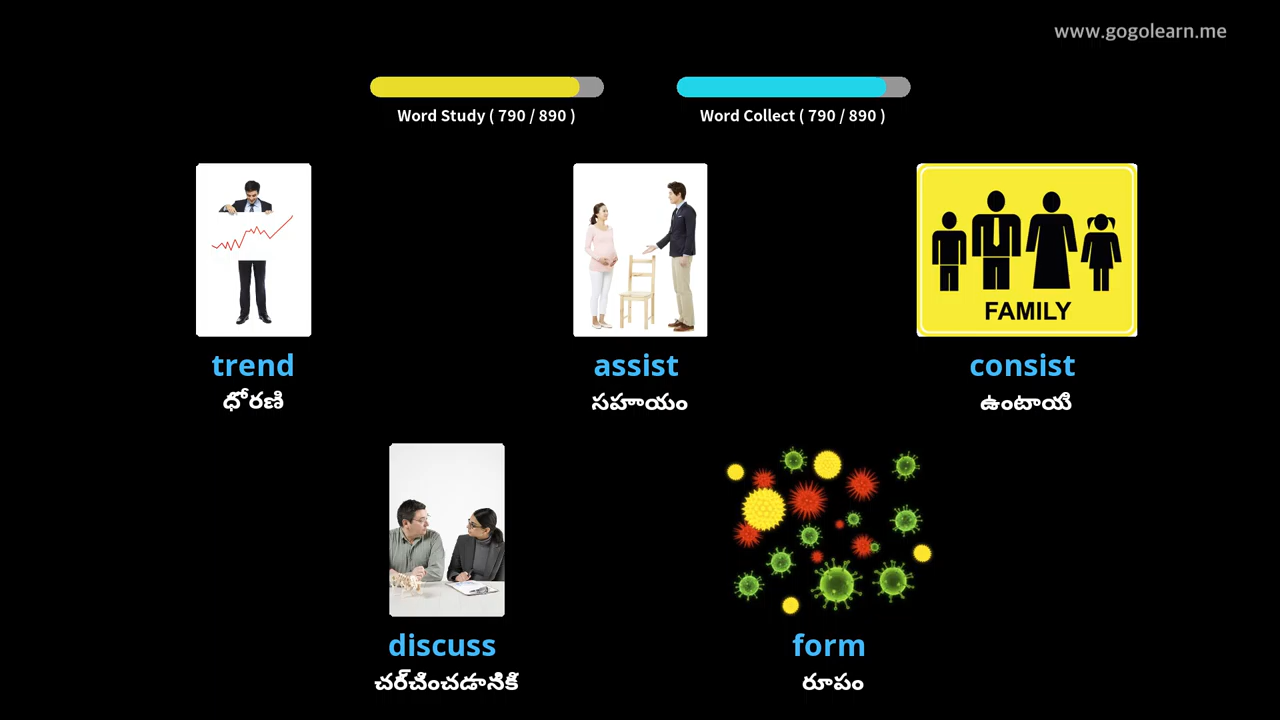 www.gogolearn.me
Word Study ( 790 / 890 )
Word Collect ( 790 / 890 )
FAMILY
trend
assist
consist
ధోరణి
సహాయం
ఉంటాయి
discuss
form
చర్చించడానికి
రూపం